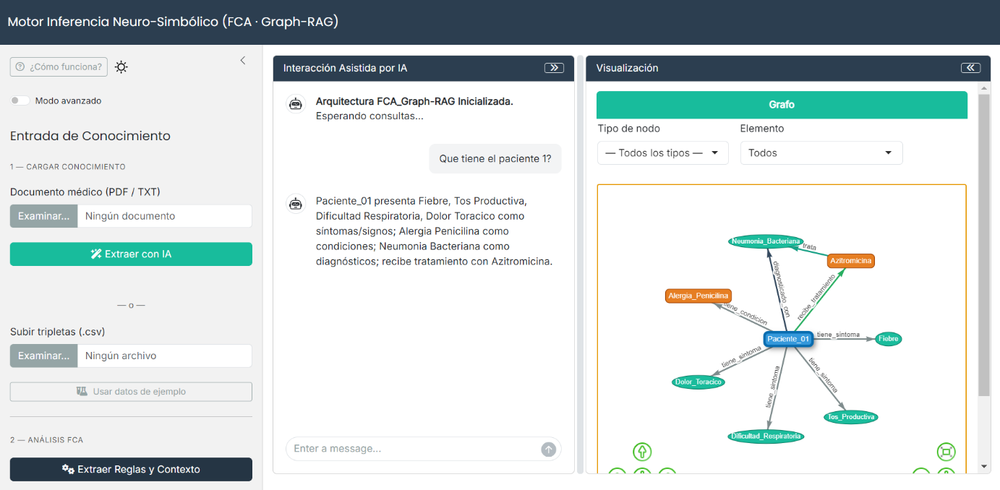 Motor Inferencia Neuro-Simbólico (FCA · Graph-RAG)
¿Cómo funciona?
Modo avanzado
Entrada de Conocimiento
1 — CARGAR CONOCIMIENTO
Documento médico (PDF / TXT)
Examinar... Ningún documento
Extraer con IA
— o —
Subir tripletas (.csv)
Examinar... Ningún archivo
Usar datos de ejemplo
2 — ANÁLISIS FCA
Extraer Reglas y Contexto
Interacción Asistida por IA
Arquitectura FCA_Graph-RAG Inicializada.
Esperando consultas...
Que tiene el paciente 1?
Paciente_01 presenta Fiebre, Tos Productiva,
Dificultad Respiratoria, Dolor Toracico como
síntomas/signos; Alergia Penicilina como
condiciones; Neumonia Bacteriana como
diagnósticos; recibe tratamiento con Azitromicina.
Enter a message...
Visualización
Grafo
Tipo de nodo
Elemento
— Todos los tipos —
Todos
Neumonia_Bacteriana
trata
Azitromicina
diagnosticado_con
recibe_tratamiento
Alergia_Penicilina
tiene_condicion
Paciente_01
tiene_sintoma
Fiebre
tiene_sintoma
Dolor_Toracico
tiene_sintoma
tiene_sintoma
Tos_Productiva
Dificultad_Respiratoria